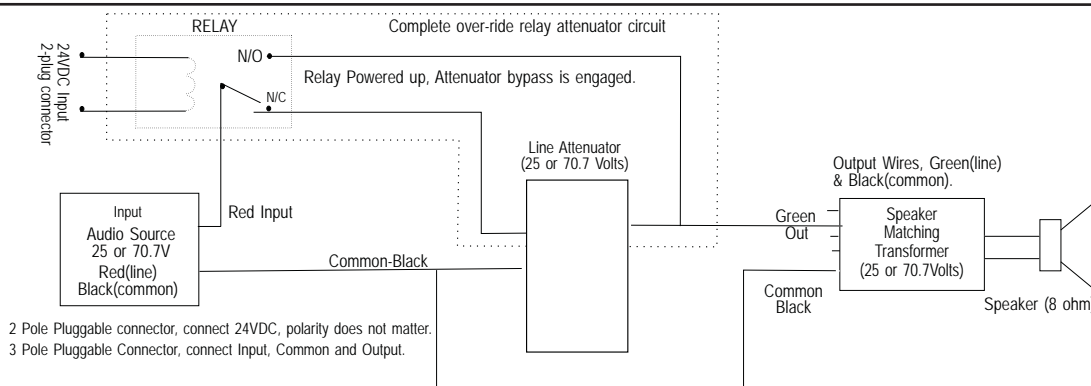 RELAY
Complete over-ride relay attenuator circuit
24VDC Input
2-plug connector
N/O
Relay Powered up, Attenuator bypass is engaged.
N/C
Line Attenuator
(25 or 70.7 Volts)
Output Wires, Green(line)
& Black(common).
Input
Audio Source
25 or 70.7V
Red(line)
Black(common)
Red Input
Green
Out
Speaker
Matching
Transformer
(25 or 70.7Volts)
Common-Black
Common
Black
Speaker (8 ohm
2 Pole Pluggable connector, connect 24VDC, polarity does not matter.
3 Pole Pluggable Connector, connect Input, Common and Output.